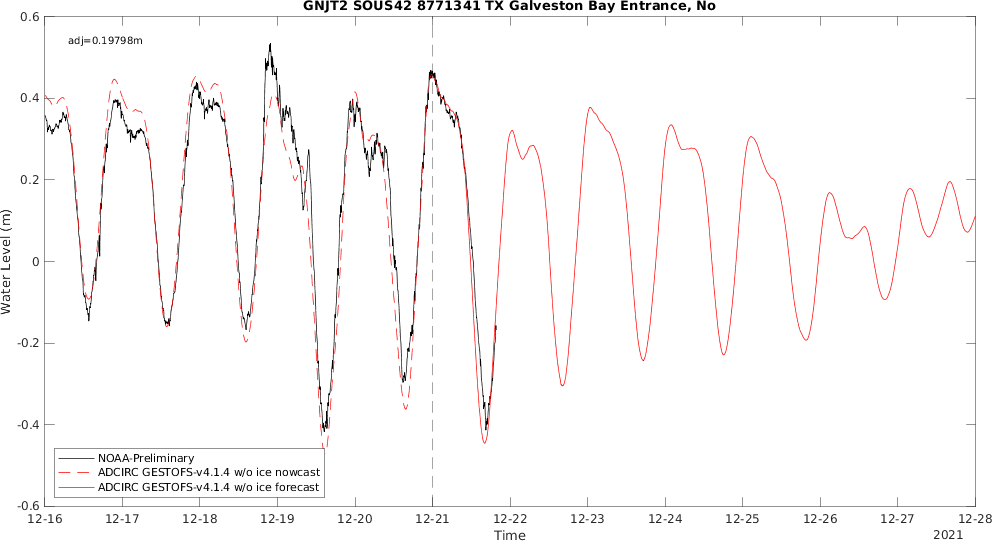 GNJT2 SOUS42 8771341 TX Galveston Bay Entrance, No
adj=0.19798m
0.6
0.4
0.2
0
-0.2
-0.4
-0.6
Water Level (m)
NOAA-Preliminary
ADCIRC GESTOFS-v4.1.4 w/o ice nowcast
ADCIRC GESTOFS-v4.1.4 w/o ice forecast
12-16 12-17 12-18 12-19 12-20 12-21 12-22 12-23 12-24 12-25 12-26 12-27 12-28
Time
2021